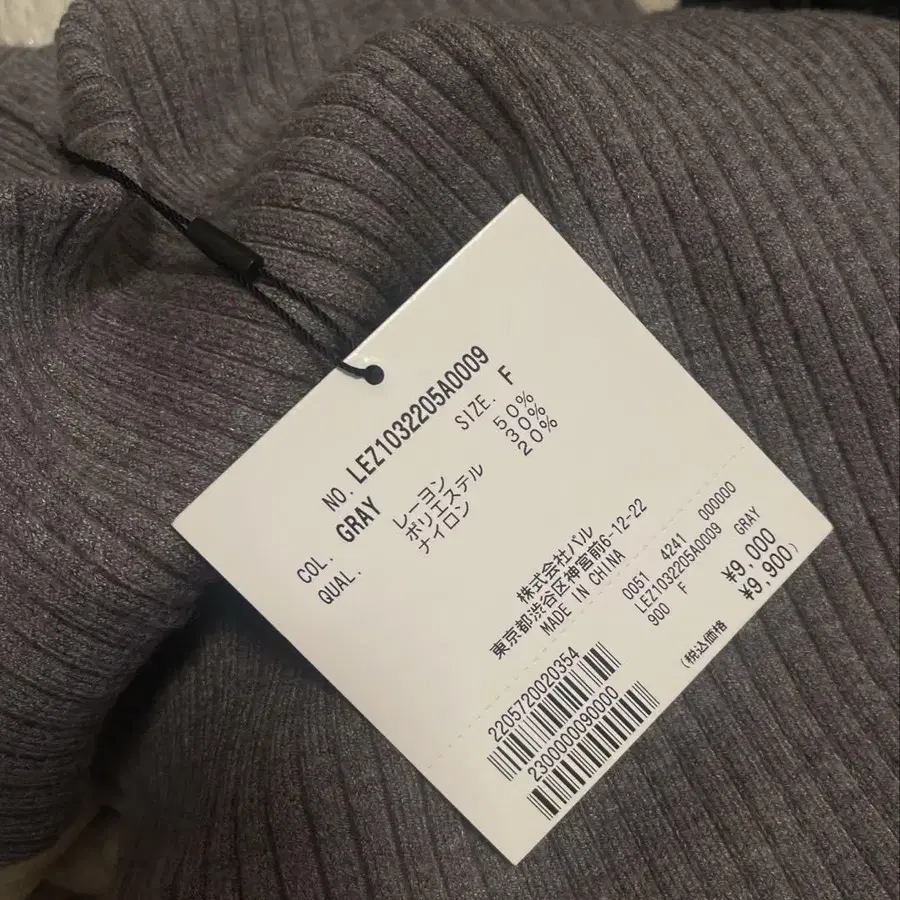 NO. LEZ1032205A0009
COL. GRAY SIZE. F
QUAL. レーヨン 50%
ポリエステル 30%
ナイロン 20%
株式会社パル
東京都渋谷区神宮前6-12-22
MADE IN CHINA
0051 4241 000000
LEZ1032205A0009
900 F GRAY
¥9,000
(税込価格 ¥9,900)
2205720020354
2300000090000